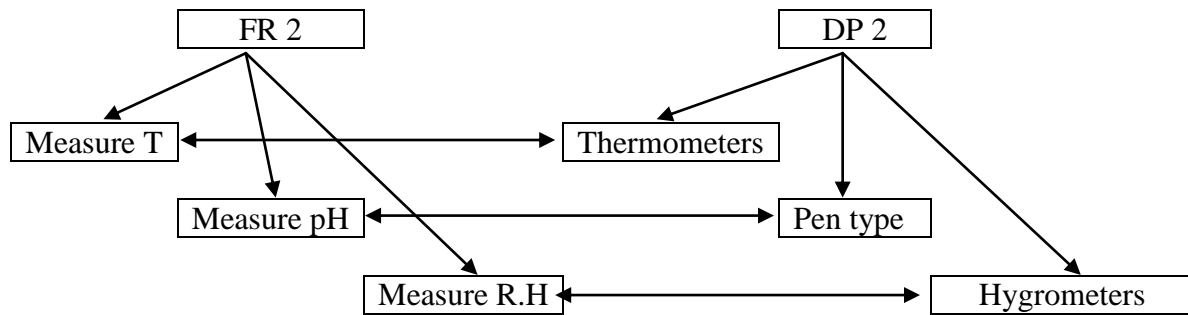 FR 2
DP 2
Measure T
Thermometers
Measure pH
Pen type
Measure R.H
Hygrometers